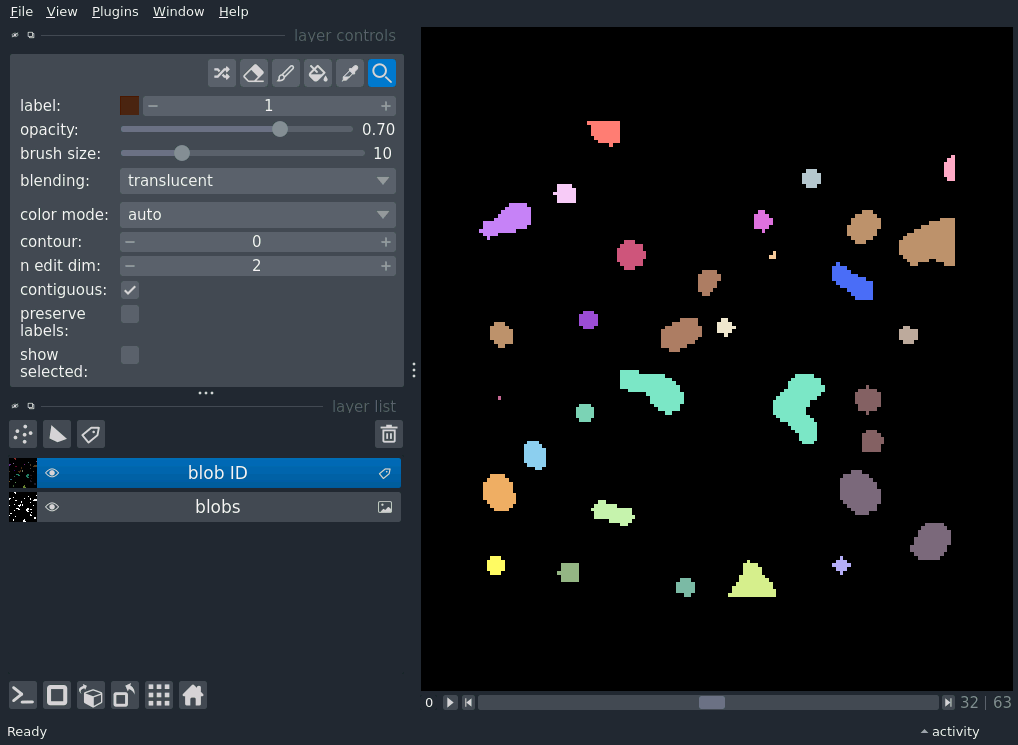 File View Plugins Window Help
layer controls
label: 1
opacity: 0.70
brush size: 10
blending: translucent
color mode: auto
contour: 0
n edit dim: 2
contiguous:
preserve
labels:
show
selected:
layer list
blob ID
blobs
0 32 | 63
Ready activity